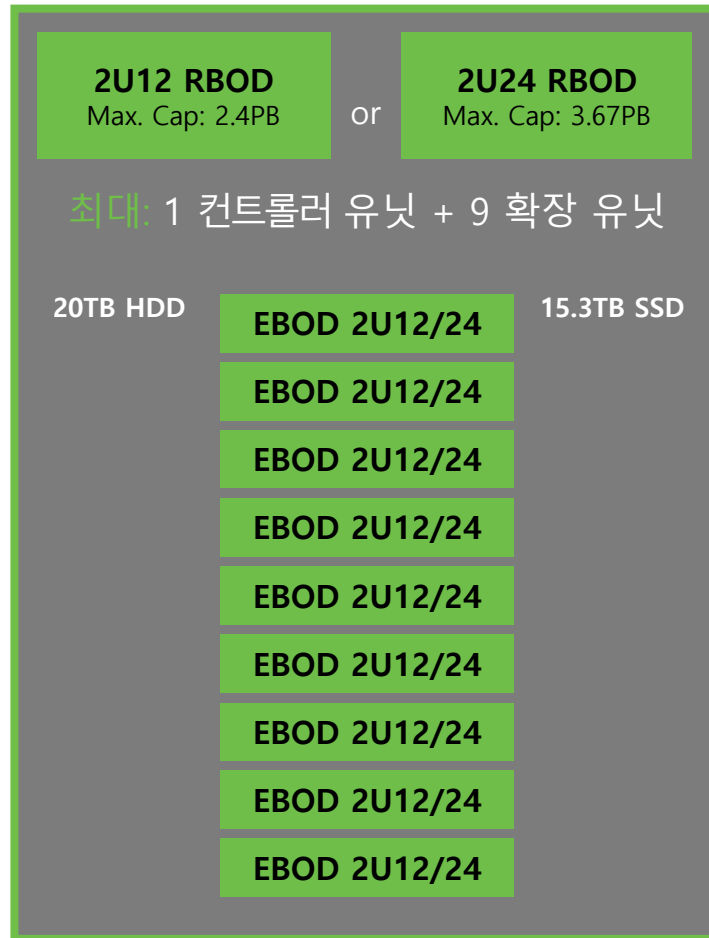 2U12 RBOD
Max. Cap: 2.4PB
or
2U24 RBOD
Max. Cap: 3.67PB
최대: 1 컨트롤러 유닛 + 9 확장 유닛
20TB HDD
15.3TB SSD
EBOD 2U12/24
EBOD 2U12/24
EBOD 2U12/24
EBOD 2U12/24
EBOD 2U12/24
EBOD 2U12/24
EBOD 2U12/24
EBOD 2U12/24
EBOD 2U12/24